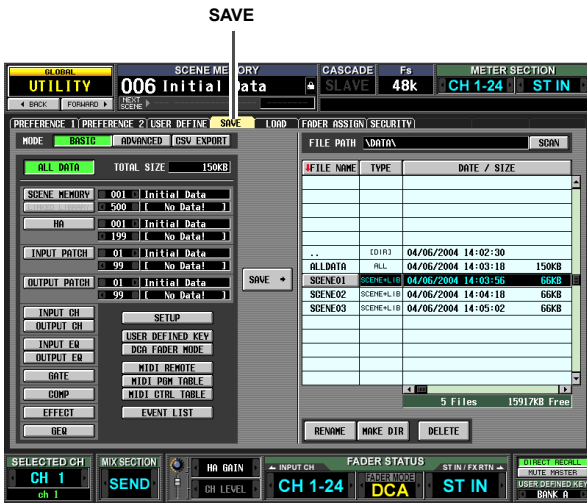 SAVE
GLOBAL
UTILITY
BACK FORWARD
SCENE MEMORY
006 Initial Data
NEXT SCENE
CASCADE
SLAVE
Fs
48k
METER SECTION
CH 1-24
ST IN
PREFERENCE 1 PREFERENCE 2 USER DEFINE SAVE LOAD FADER ASSIGN SECURITY
MODE BASIC ADVANCED CSV EXPORT
FILE PATH \DATA\ SCAN
ALL DATA TOTAL SIZE 150KB
FILE NAME TYPE DATE / SIZE
SCENE MEMORY 001 Initial Data
500 [ No Data! ]
HA 001 Initial Data
199 [ No Data! ]
INPUT PATCH 01 Initial Data
99 [ No Data! ]
OUTPUT PATCH 01 Initial Data
99 [ No Data! ]
SAVE
.. [DIR] 04/06/2004 14:02:30
ALLDATA ALL 04/06/2004 14:03:18 150KB
SCENE01 SCENE+LIB 04/06/2004 14:03:56 66KB
SCENE02 SCENE+LIB 04/06/2004 14:04:18 66KB
SCENE03 SCENE+LIB 04/06/2004 14:05:02 66KB
INPUT CH
OUTPUT CH
INPUT EQ
OUTPUT EQ
GATE
COMP
EFFECT
GEQ
SETUP
USER DEFINED KEY
DCA FADER MODE
MIDI REMOTE
MIDI PGM TABLE
MIDI CTRL TABLE
EVENT LIST
5 Files 15917KB Free
RENAME MAKE DIR DELETE
SELECTED CH
CH 1
ch 1
MIX SECTION
SEND
HA GAIN
CH LEVEL
FADER STATUS
INPUT CH
CH 1-24
FADER MODE
DCA
ST IN / FX RTN
ST IN
DIRECT RECALL
MUTE MASTER
USER DEFINED KEY
BANK A